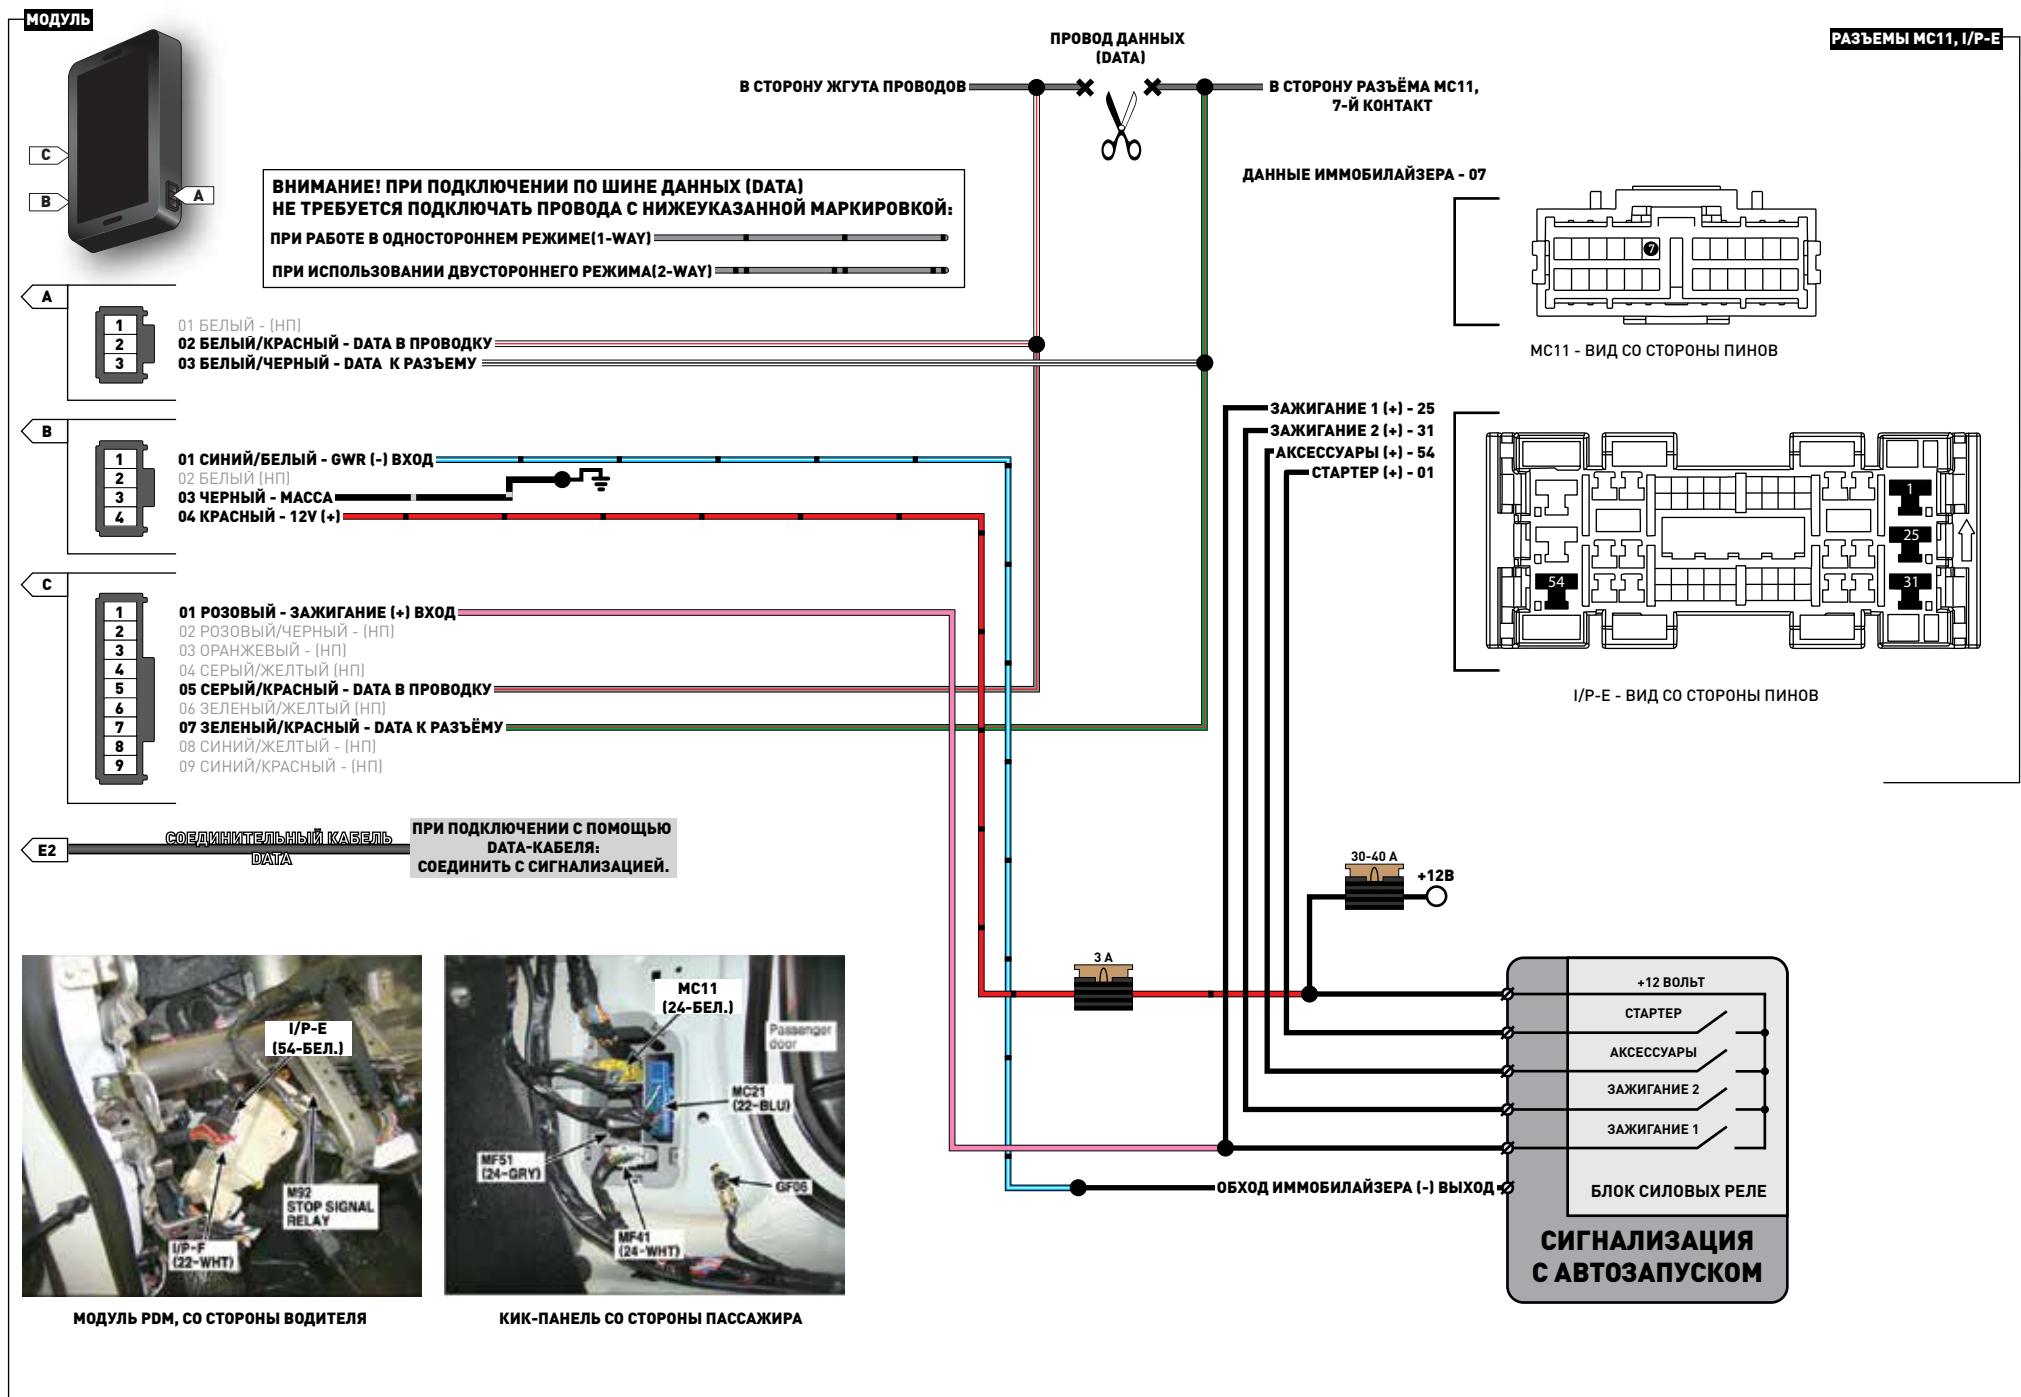 МОДУЛЬ
РАЗЪЕМЫ MC11, I/P-E
C
B
A
ПРОВОД ДАННЫХ
(DATA)
В СТОРОНУ ЖГУТА ПРОВОДОВ
В СТОРОНУ РАЗЪЁМА MC11,
7-Й КОНТАКТ
ВНИМАНИЕ! ПРИ ПОДКЛЮЧЕНИИ ПО ШИНЕ ДАННЫХ (DATA)
НЕ ТРЕБУЕТСЯ ПОДКЛЮЧАТЬ ПРОВОДА С НИЖЕУКАЗАННОЙ МАРКИРОВКОЙ:
ПРИ РАБОТЕ В ОДНОСТОРОННЕМ РЕЖИМЕ(1-WAY)
ПРИ ИСПОЛЬЗОВАНИИ ДВУСТОРОННЕГО РЕЖИМА(2-WAY)
ДАННЫЕ ИММОБИЛАЙЗЕРА - 07
7
MC11 - ВИД СО СТОРОНЫ ПИНОВ
A
1 01 БЕЛЫЙ - (НП)
2 02 БЕЛЫЙ/КРАСНЫЙ - DATA В ПРОВОДКУ
3 03 БЕЛЫЙ/ЧЕРНЫЙ - DATA К РАЗЪЕМУ
B
1 01 СИНИЙ/БЕЛЫЙ - GWR (-) ВХОД
2 02 БЕЛЫЙ (НП)
3 03 ЧЕРНЫЙ - МАССА
4 04 КРАСНЫЙ - 12V (+)
C
1 01 РОЗОВЫЙ - ЗАЖИГАНИЕ (+) ВХОД
2 02 РОЗОВЫЙ/ЧЕРНЫЙ - (НП)
3 03 ОРАНЖЕВЫЙ - (НП)
4 04 СЕРЫЙ/ЖЕЛТЫЙ (НП)
5 05 СЕРЫЙ/КРАСНЫЙ - DATA В ПРОВОДКУ
6 06 ЗЕЛЕНЫЙ/ЖЕЛТЫЙ (НП)
7 07 ЗЕЛЕНЫЙ/КРАСНЫЙ - DATA К РАЗЪЁМУ
8 08 СИНИЙ/ЖЕЛТЫЙ - (НП)
9 09 СИНИЙ/КРАСНЫЙ - (НП)
ЗАЖИГАНИЕ 1 (+) - 25
ЗАЖИГАНИЕ 2 (+) - 31
АКСЕССУАРЫ (+) - 54
СТАРТЕР (+) - 01
1
25
54
31
I/P-E - ВИД СО СТОРОНЫ ПИНОВ
E2
СОЕДИНИТЕЛЬНЫЙ КАБЕЛЬ
DATA
ПРИ ПОДКЛЮЧЕНИИ С ПОМОЩЬЮ
DATA-КАБЕЛЯ:
СОЕДИНИТЬ С СИГНАЛИЗАЦИЕЙ.
30-40 A
+12В
3 A
I/P-E
(54-БЕЛ.)
M92
STOP SIGNAL
RELAY
I/P-F
(22-WHT)
МОДУЛЬ PDM, СО СТОРОНЫ ВОДИТЕЛЯ
MC11
(24-БЕЛ.)
Passenger
door
MC21
(22-BLU)
MF51
(24-GRY)
GF06
MF41
(24-WHT)
КИК-ПАНЕЛЬ СО СТОРОНЫ ПАССАЖИРА
+12 ВОЛЬТ
СТАРТЕР
АКСЕССУАРЫ
ЗАЖИГАНИЕ 2
ЗАЖИГАНИЕ 1
ОБХОД ИММОБИЛАЙЗЕРА (-) ВЫХОД
БЛОК СИЛОВЫХ РЕЛЕ
СИГНАЛИЗАЦИЯ
С АВТОЗАПУСКОМ